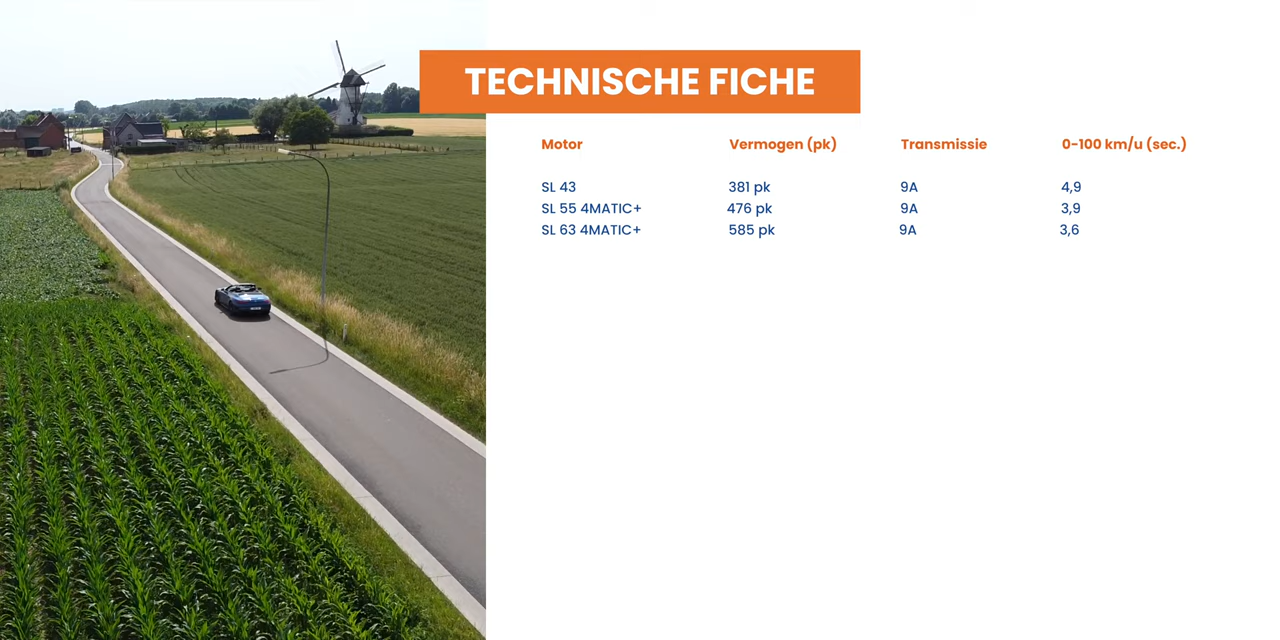 TECHNISCHE FICHE
Motor Vermogen (pk) Transmissie 0-100 km/u (sec.)
SL 43 381 pk 9A 4,9
SL 55 4MATIC+ 476 pk 9A 3,9
SL 63 4MATIC+ 585 pk 9A 3,6